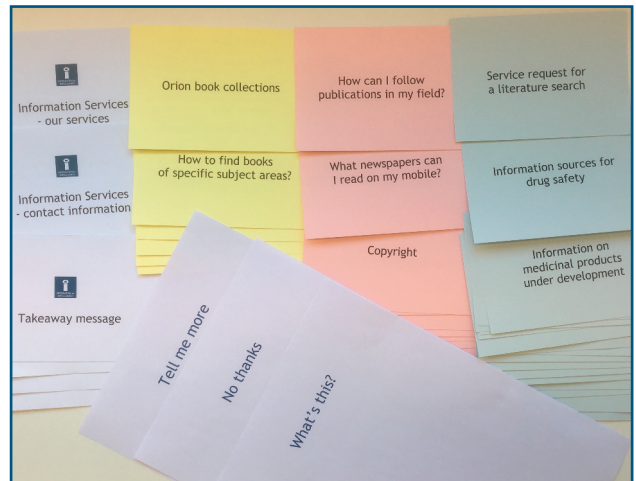 Information Services
- our services
Orion book collections
How can I follow
publications in my field?
Service request for
a literature search
Information Services
- contact information
How to find books
of specific subject areas?
What newspapers can
I read on my mobile?
Information sources for
drug safety
Takeaway message
Copyright
Information on
medicinal products
under development
Tell me more
No thanks
What's this?